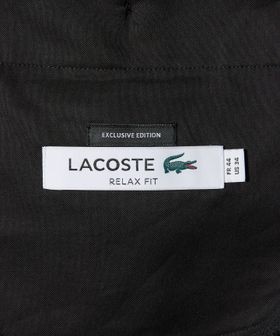 EXCLUSIVE EDITION
LACOSTE
RELAX FIT
FR 44
US 34